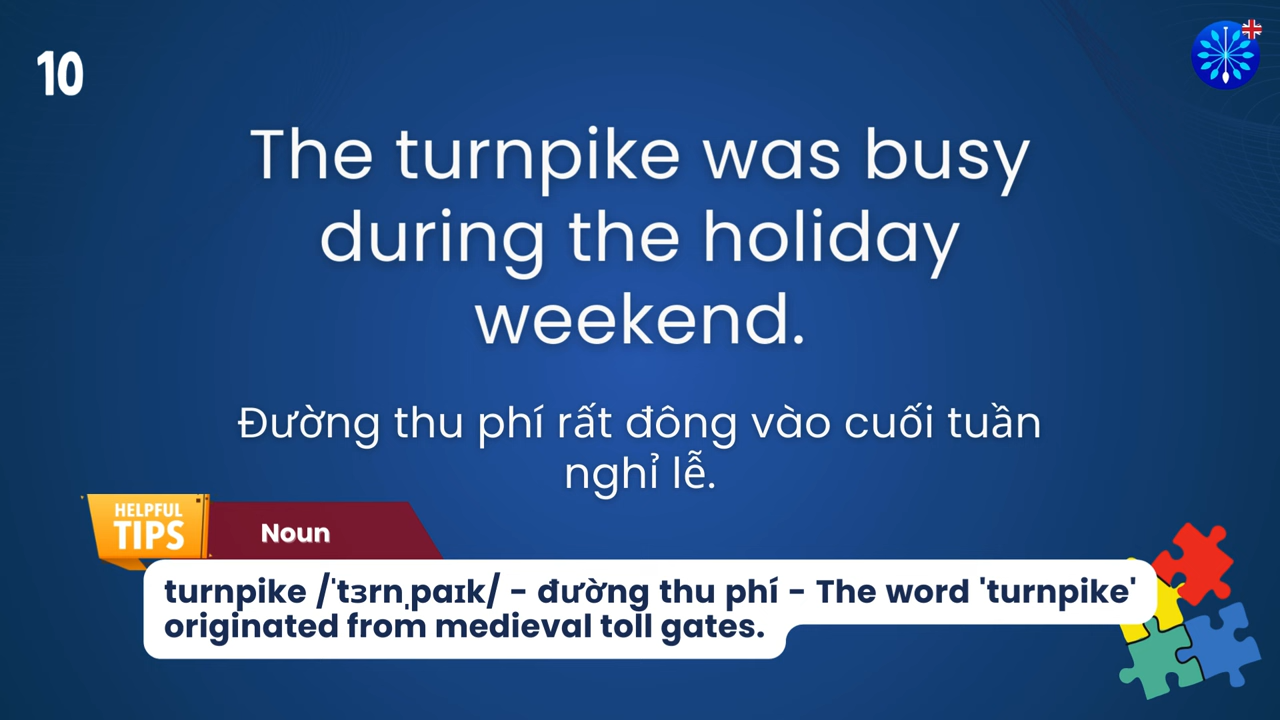 10
The turnpike was busy
during the holiday
weekend.
Đường thu phí rất đông vào cuối tuần
nghỉ lễ.
HELPFUL
TIPS
Noun
turnpike /ˈtɜrnˌpaɪk/ - đường thu phí - The word 'turnpike'
originated from medieval toll gates.